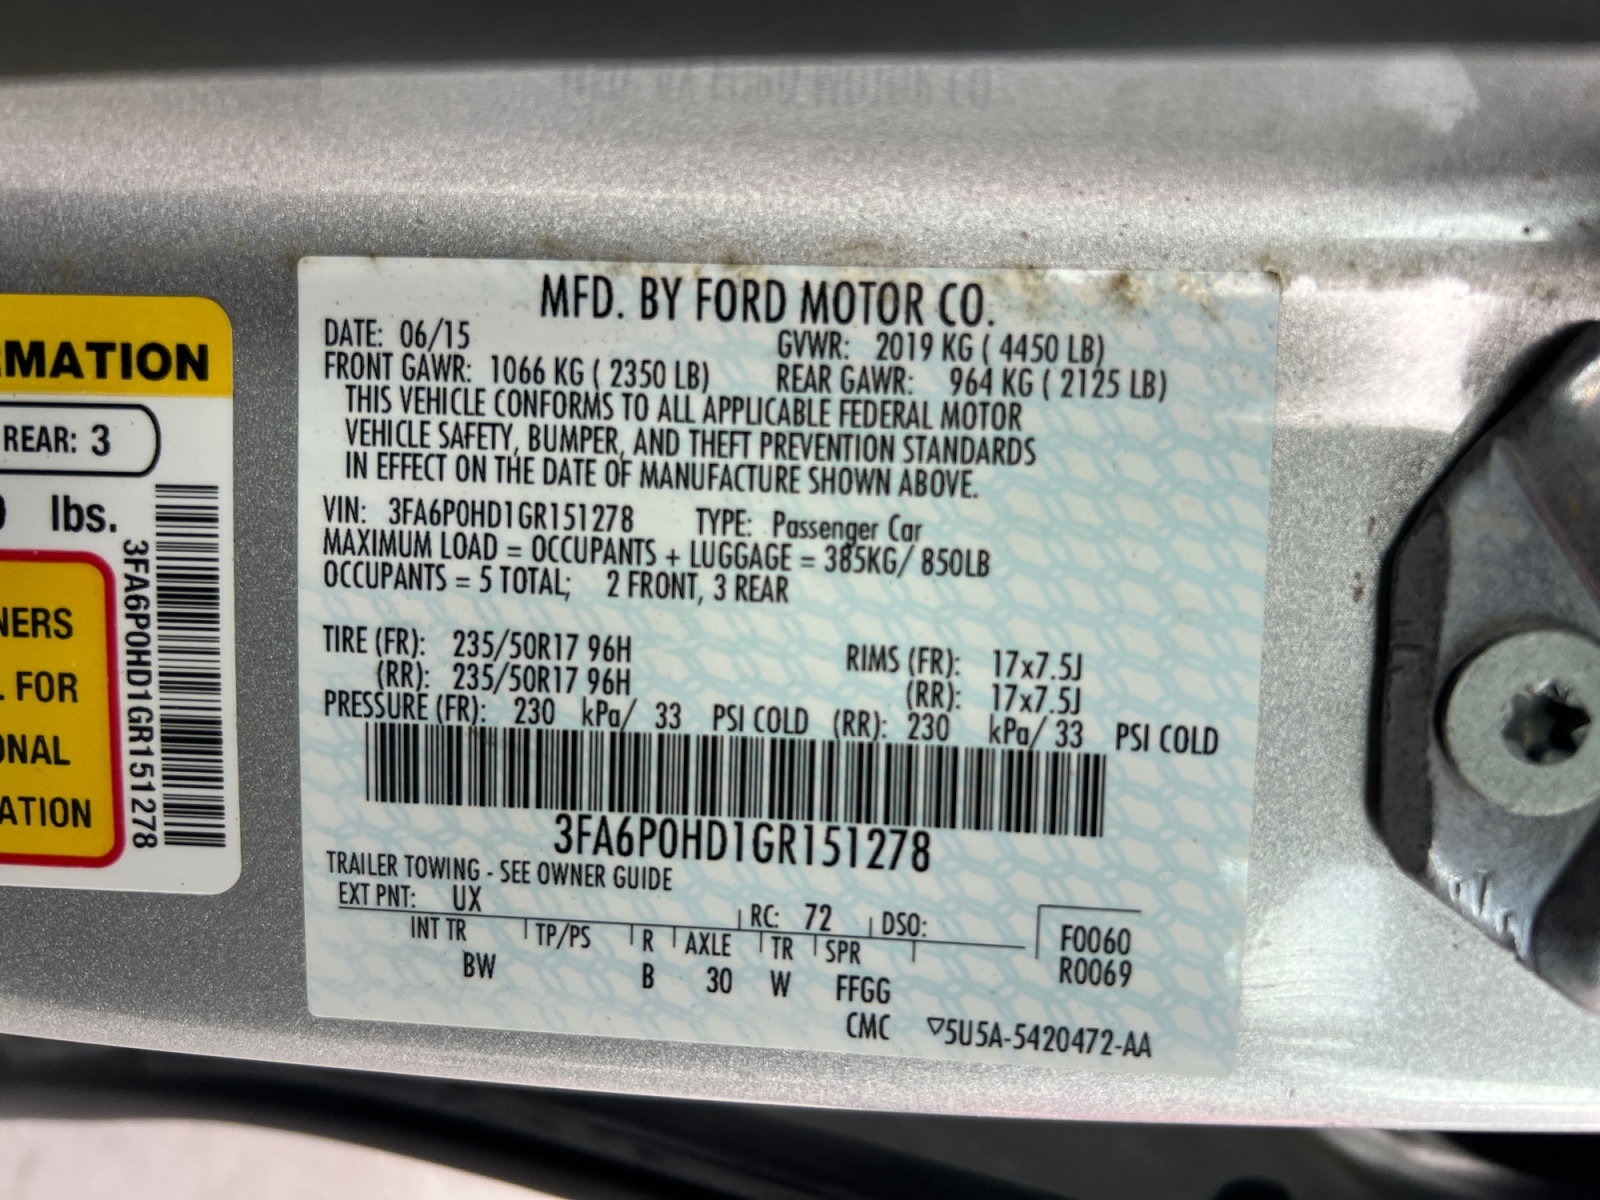 MFD. BY FORD MOTOR CO.
DATE: 06/15 GVWR: 2019 KG ( 4450 LB)
FRONT GAWR: 1066 KG ( 2350 LB) REAR GAWR: 964 KG ( 2125 LB)
THIS VEHICLE CONFORMS TO ALL APPLICABLE FEDERAL MOTOR
VEHICLE SAFETY, BUMPER, AND THEFT PREVENTION STANDARDS
IN EFFECT ON THE DATE OF MANUFACTURE SHOWN ABOVE.
VIN: 3FA6P0HD1GR151278 TYPE: Passenger Car
MAXIMUM LOAD = OCCUPANTS + LUGGAGE = 385KG/ 850LB
OCCUPANTS = 5 TOTAL; 2 FRONT, 3 REAR
TIRE (FR): 235/50R17 96H RIMS (FR): 17x7.5J
(RR): 235/50R17 96H (RR): 17x7.5J
PRESSURE (FR): 230 kPa/ 33 PSI COLD (RR): 230 kPa/ 33 PSI COLD
3FA6P0HD1GR151278
TRAILER TOWING - SEE OWNER GUIDE
EXT PNT: UX RC: 72 DSO:
INT TR TP/PS R AXLE TR SPR F0060
BW B 30 W FFGG R0069
CMC ▽5U5A-5420472-AA
RMATION
REAR: 3
lbs.
3FA6P0HD1GR151278
NERS
L FOR
ONAL
ATION